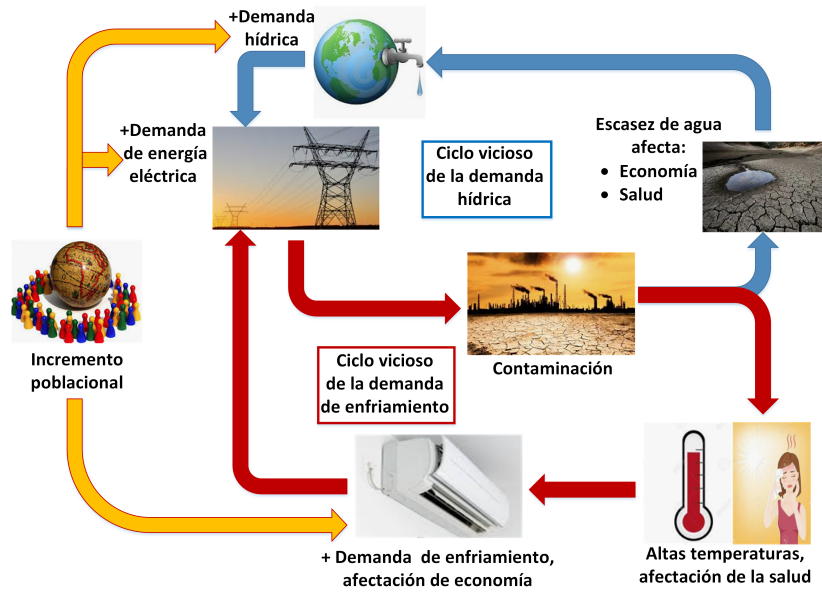 +Demanda
hídrica
+Demanda
de energía
eléctrica
Ciclo vicioso
de la demanda
hídrica
Escasez de agua
afecta:
• Economía
• Salud
Incremento
poblacional
Ciclo vicioso
de la demanda
de enfriamiento
Contaminación
+ Demanda de enfriamiento,
afectación de economía
Altas temperaturas,
afectación de la salud